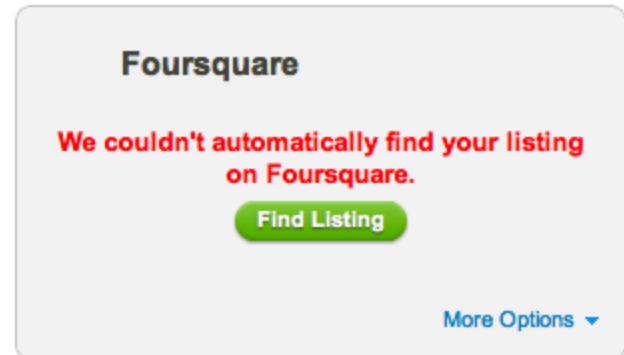 Foursquare
We couldn't automatically find your listing
on Foursquare.
Find Listing
More Options